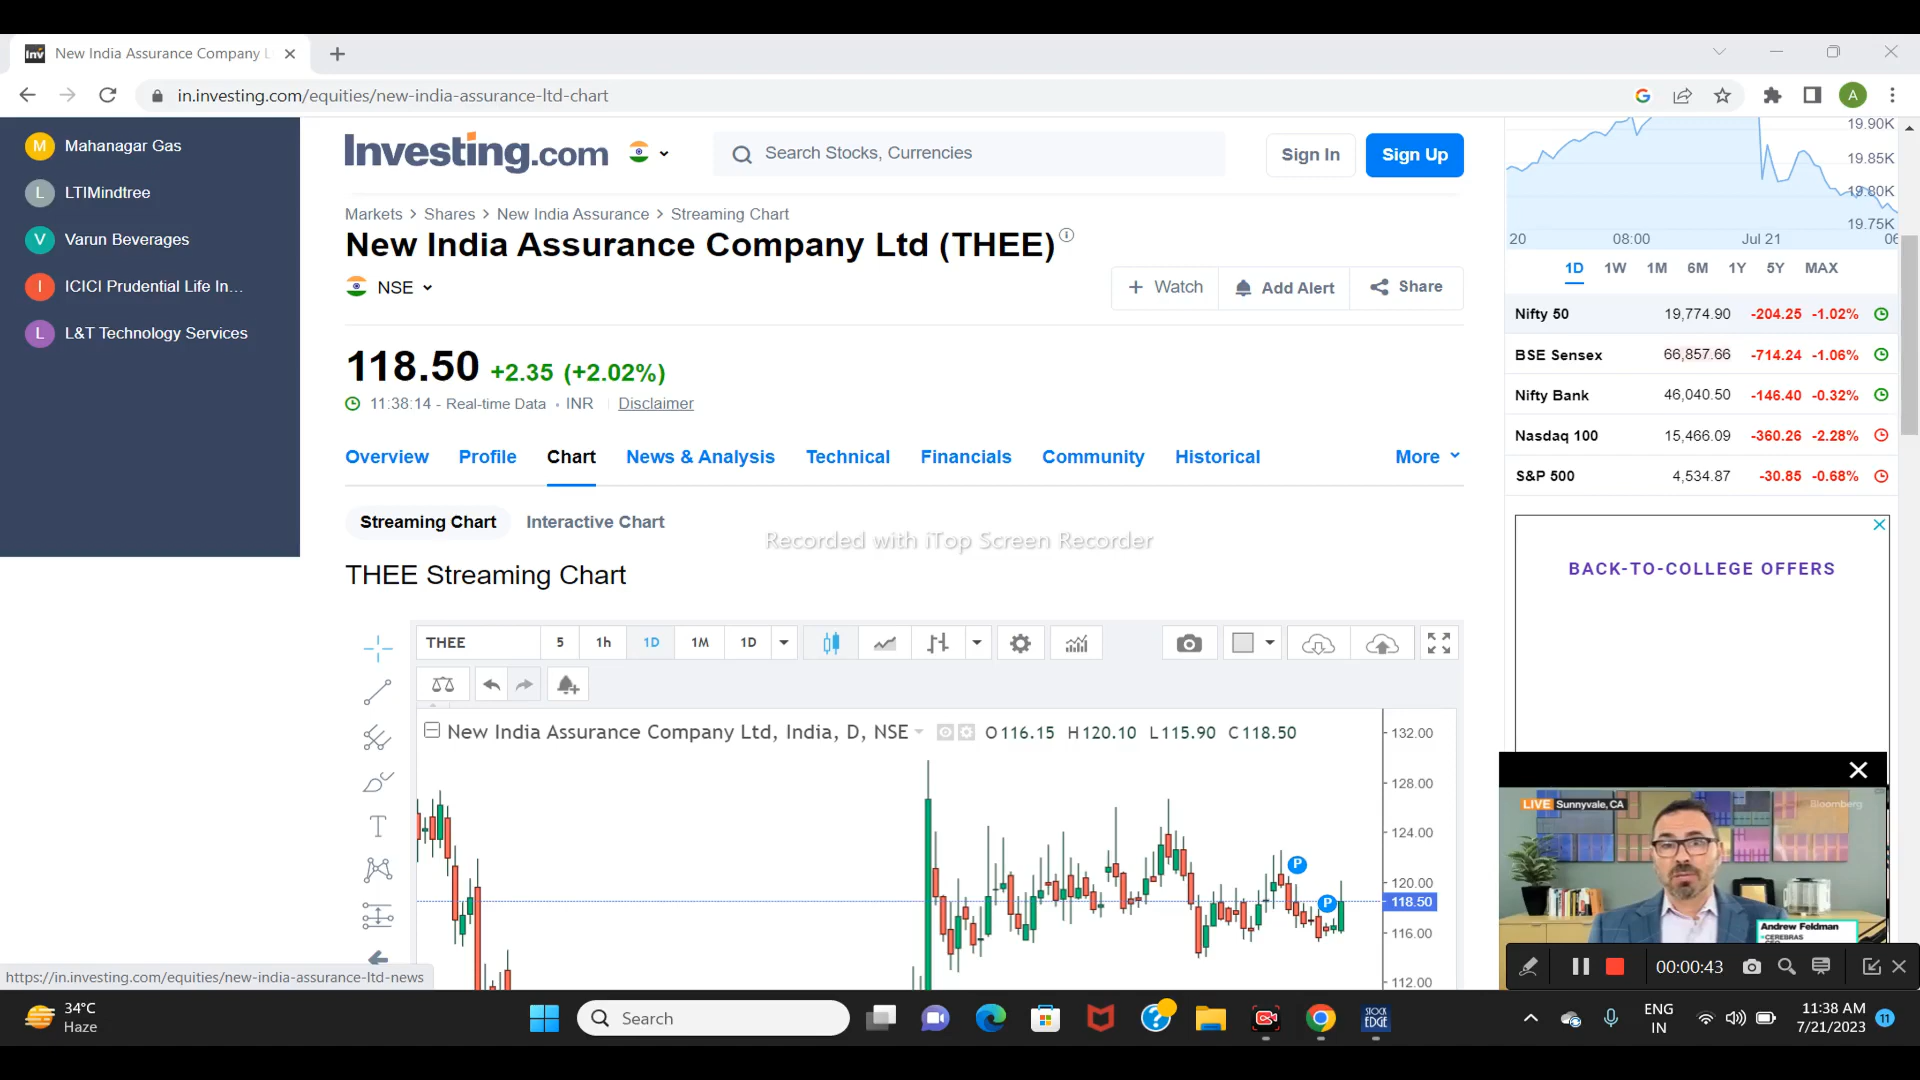 New India Assurance Company L
in.investing.com/equities/new-india-assurance-ltd-chart
A
M Mahanagar Gas
L LTIMindtree
V Varun Beverages
I ICICI Prudential Life In...
L L&T Technology Services
Investing.com
Search Stocks, Currencies
Sign In
Sign Up
Markets > Shares > New India Assurance > Streaming Chart
New India Assurance Company Ltd (THEE)
NSE
+ Watch
Add Alert
Share
118.50 +2.35 (+2.02%)
11:38:14 - Real-time Data · INR Disclaimer
Overview Profile Chart News & Analysis Technical Financials Community Historical More
Streaming Chart Interactive Chart
Recorded with iTop Screen Recorder
THEE Streaming Chart
THEE 5 1h 1D 1M 1D
New India Assurance Company Ltd, India, D, NSE O116.15 H120.10 L115.90 C118.50
132.00
128.00
124.00
120.00
118.50
116.00
112.00
P
P
19.90K
19.85K
19.80K
19.75K
20 08:00 Jul 21 06
1D 1W 1M 6M 1Y 5Y MAX
Nifty 50 19,774.90 -204.25 -1.02%
BSE Sensex 66,857.66 -714.24 -1.06%
Nifty Bank 46,040.50 -146.40 -0.32%
Nasdaq 100 15,466.09 -360.26 -2.28%
S&P 500 4,534.87 -30.85 -0.68%
BACK-TO-COLLEGE OFFERS
LIVE Sunnyvale, CA
Bloomberg
Andrew Feldman
CEREBRAS
00:00:43
https://in.investing.com/equities/new-india-assurance-ltd-news
34°C
Haze
Search
STOCK
EDGE
ENG
IN
11:38 AM
7/21/2023
11